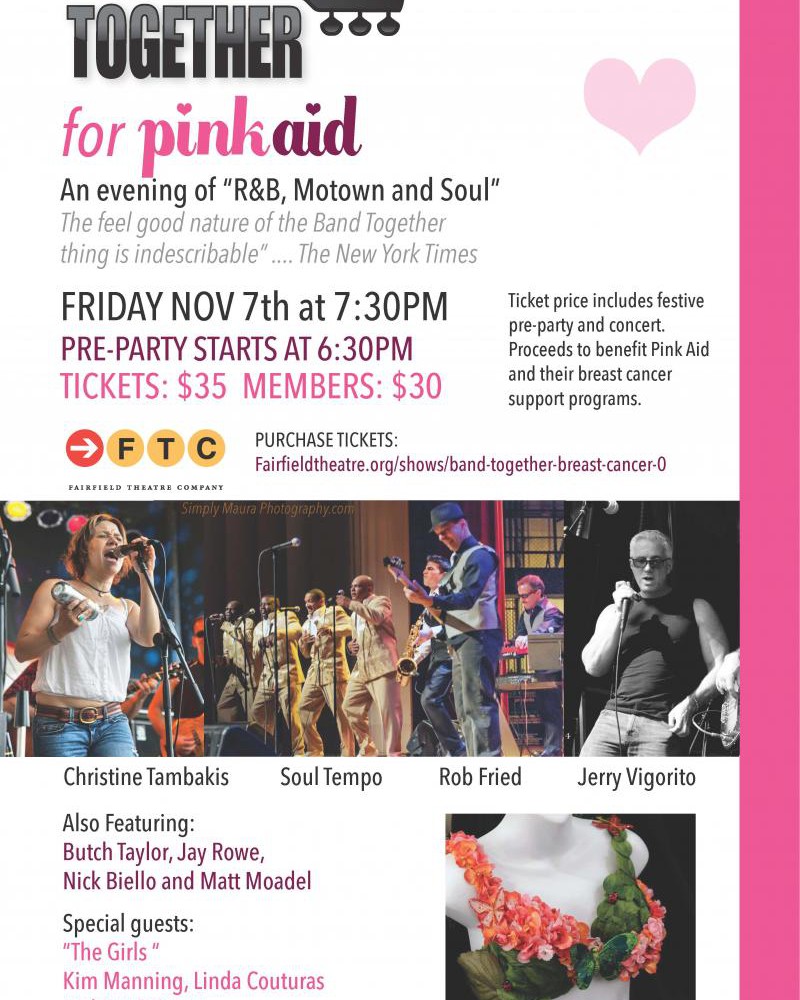 TOGETHER
for pink aid
An evening of “R&B, Motown and Soul”
The feel good nature of the Band Together
thing is indescribable” .... The New York Times
FRIDAY NOV 7th at 7:30PM
PRE-PARTY STARTS AT 6:30PM
TICKETS: $35 MEMBERS: $30
Ticket price includes festive
pre-party and concert.
Proceeds to benefit Pink Aid
and their breast cancer
support programs.
FTC
FAIRFIELD THEATRE COMPANY
PURCHASE TICKETS:
Fairfieldtheatre.org/shows/band-together-breast-cancer-0
Simply Maura Photography.com
Christine Tambakis
Soul Tempo
Rob Fried
Jerry Vigorito
Also Featuring:
Butch Taylor, Jay Rowe,
Nick Biello and Matt Moadel
Special guests:
“The Girls “
Kim Manning, Linda Couturas